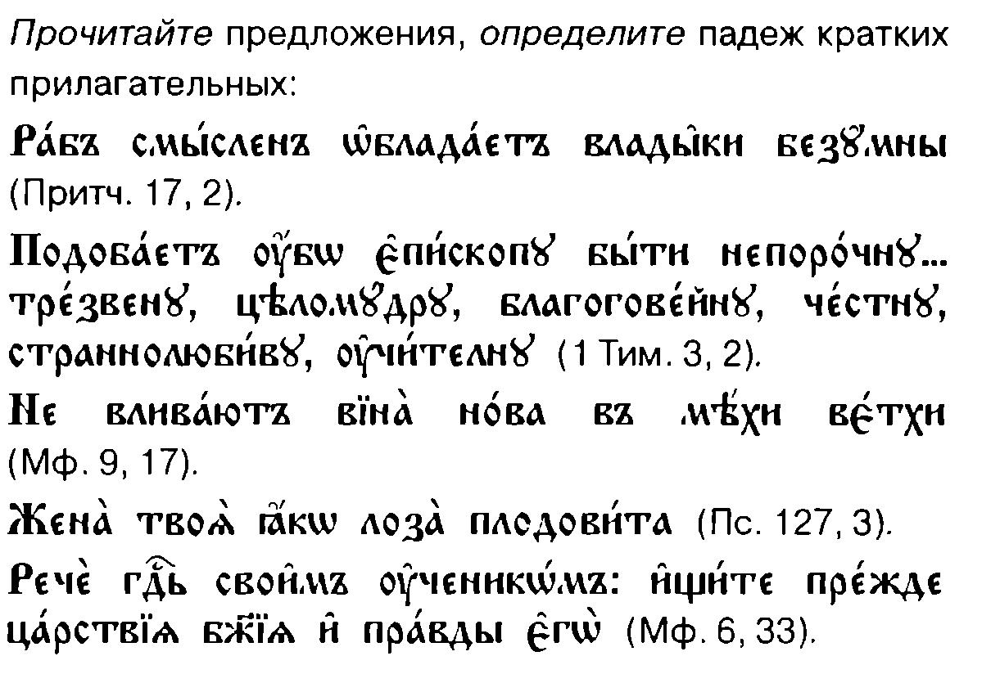 Прочитайте предложения, определите падеж кратких
прилагательных:
Ра́бъ смы́сленъ ѡ҆блада́етъ влады҄ки безꙋ́мны
(Притч. 17, 2).
Подоба́етъ ᲂу҆́бѡ є҆пи́скопꙋ бы́ти непоро́чнꙋ...
тре́звенꙋ, цѣломꙋ́дрꙋ, благогове́йнꙋ, че́стнꙋ,
страннолюби́вꙋ, ᲂу҆чи́телнꙋ (1 Тим. 3, 2).
Не влива́ютъ вїна̀ но́ва въ мѣ́хи вє́тхи
(Мф. 9, 17).
Жена̀ твоѧ̀ ꙗ҆́кѡ лоза̀ плодови́та (Пс. 127, 3).
Речѐ гдⷭ҇ь свои̑мъ ᲂу҆ченикѡ́мъ: и҆щи́те пре́жде
ца́рствїѧ бж҃їѧ и҆ пра́вды є҆гѡ̀ (Мф. 6, 33).